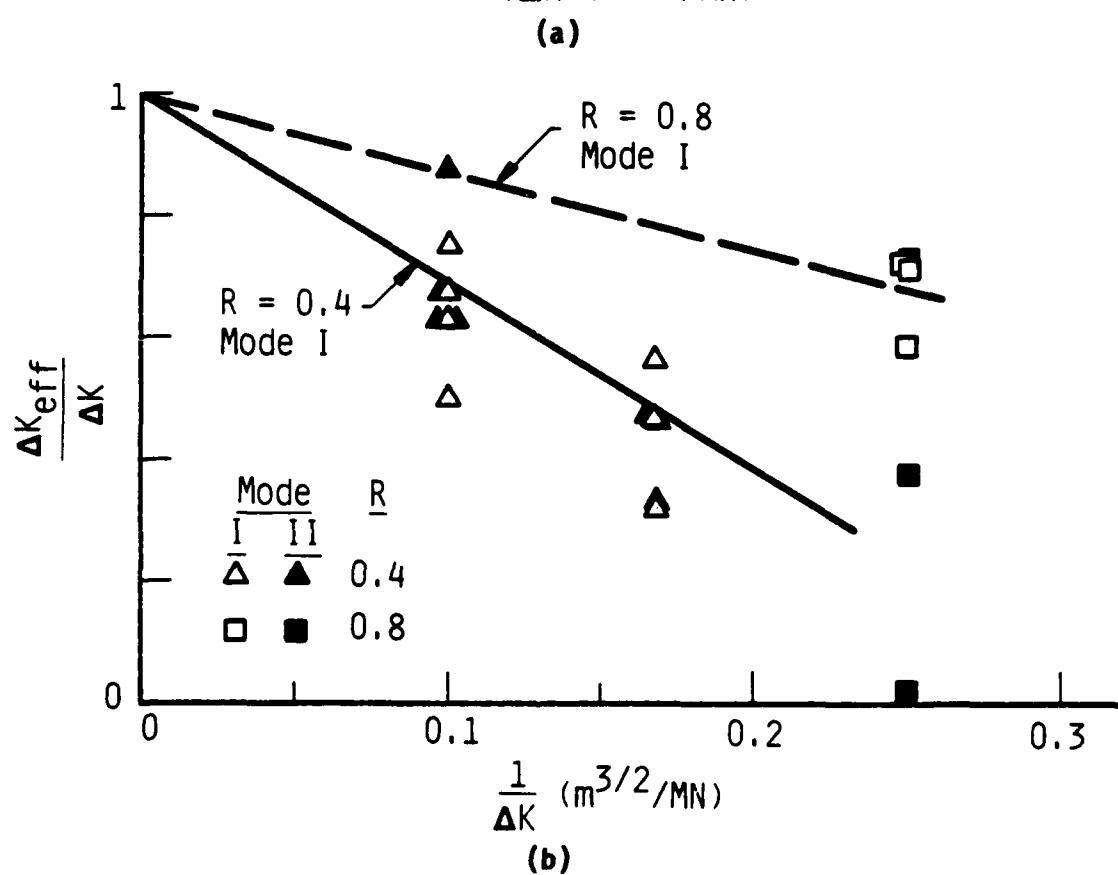 (a)
1
R = 0.8
Mode I
R = 0.4
Mode I
ΔKeff
ΔK
Mode R
I II
0.4
0.8
0
0 0.1 0.2 0.3
1
ΔK (m3/2/MN)
(b)